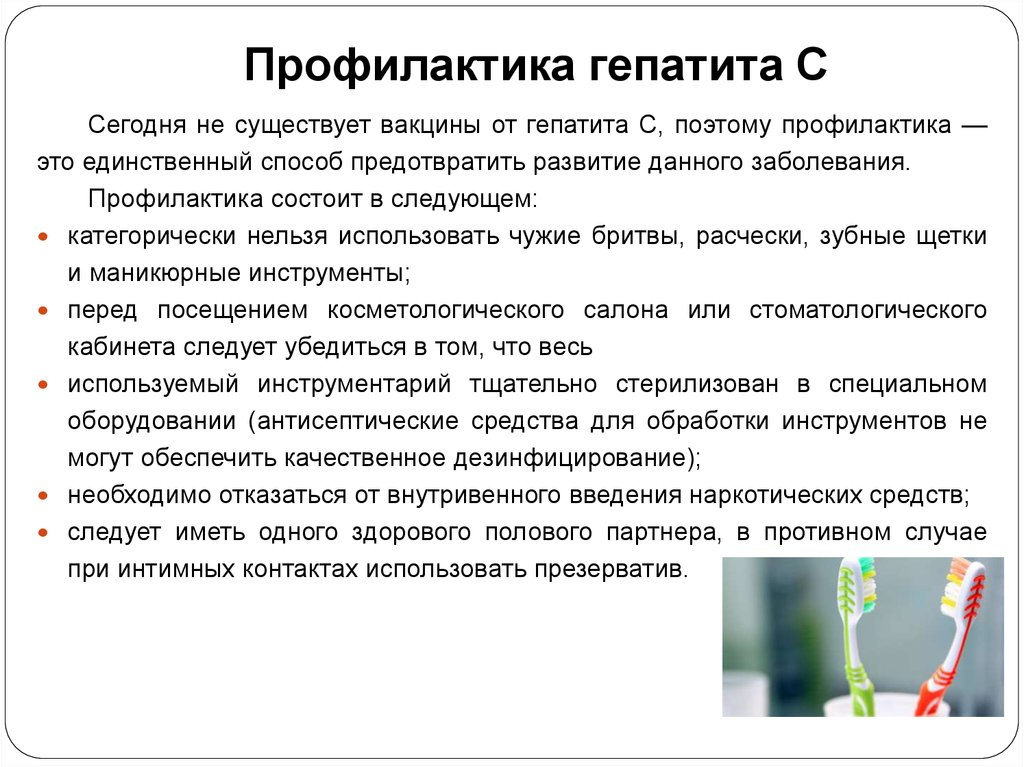 Профилактика гепатита С
Сегодня не существует вакцины от гепатита С, поэтому профилактика —
это единственный способ предотвратить развитие данного заболевания.
Профилактика состоит в следующем:
• категорически нельзя использовать чужие бритвы, расчески, зубные щетки
и маникюрные инструменты;
• перед посещением косметологического салона или стоматологического
кабинета следует убедиться в том, что весь
• используемый инструментарий тщательно стерилизован в специальном
оборудовании (антисептические средства для обработки инструментов не
могут обеспечить качественное дезинфицирование);
• необходимо отказаться от внутривенного введения наркотических средств;
• следует иметь одного здорового полового партнера, в противном случае
при интимных контактах использовать презерватив.